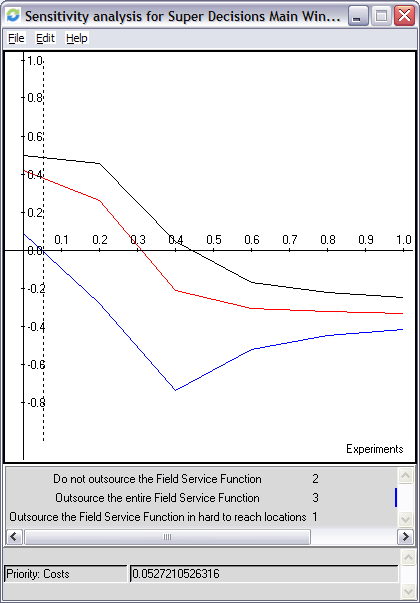 Sensitivity analysis for Super Decisions Main Win...
File Edit Help
1.0
0.8
0.6
0.4
0.2
0.0 0.1 0.2 0.3 0.4 0.5 0.6 0.7 0.8 0.9 1.0
-0.2
-0.4
-0.6
-0.8
Experiments
Do not outsource the Field Service Function 2
Outsource the entire Field Service Function 3
Outsource the Field Service Function in hard to reach locations 1
Priority: Costs 0.0527210526316